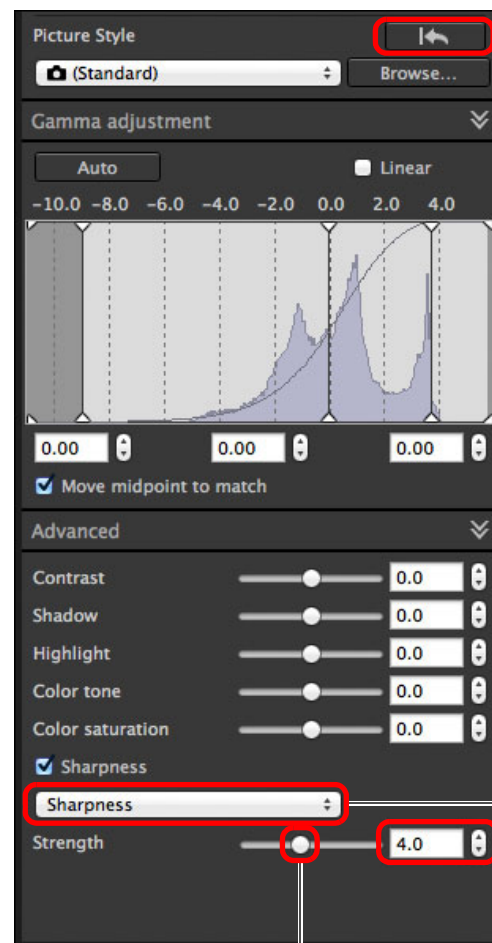 Picture Style
(Standard)
Browse...
Gamma adjustment
Auto
Linear
-10.0 -8.0 -6.0 -4.0 -2.0 0.0 2.0 4.0
0.00 0.00 0.00
Move midpoint to match
Advanced
Contrast 0.0
Shadow 0.0
Highlight 0.0
Color tone 0.0
Color saturation 0.0
Sharpness
Sharpness
Strength 4.0